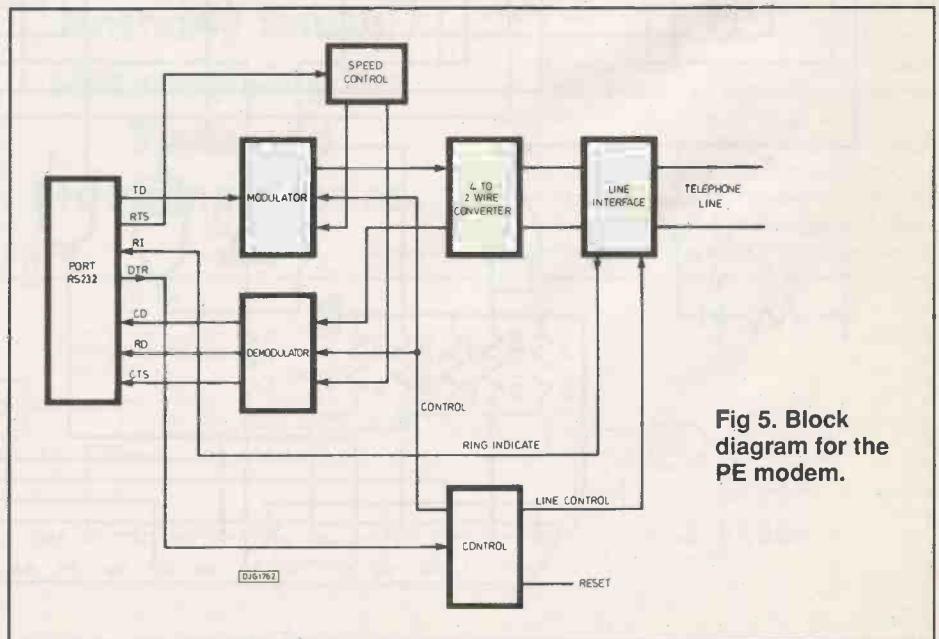 SPEED
CONTROL
TD
MODULATOR
4 TO
2 WIRE
CONVERTER
LINE
INTERFACE
TELEPHONE
LINE
RTS
RI
DTR
PORT
RS232
CD
RD
CTS
DEMODULATOR
CONTROL
RING INDICATE
Fig 5. Block
diagram for the
PE modem.
LINE CONTROL
CONTROL
RESET
DJG1762